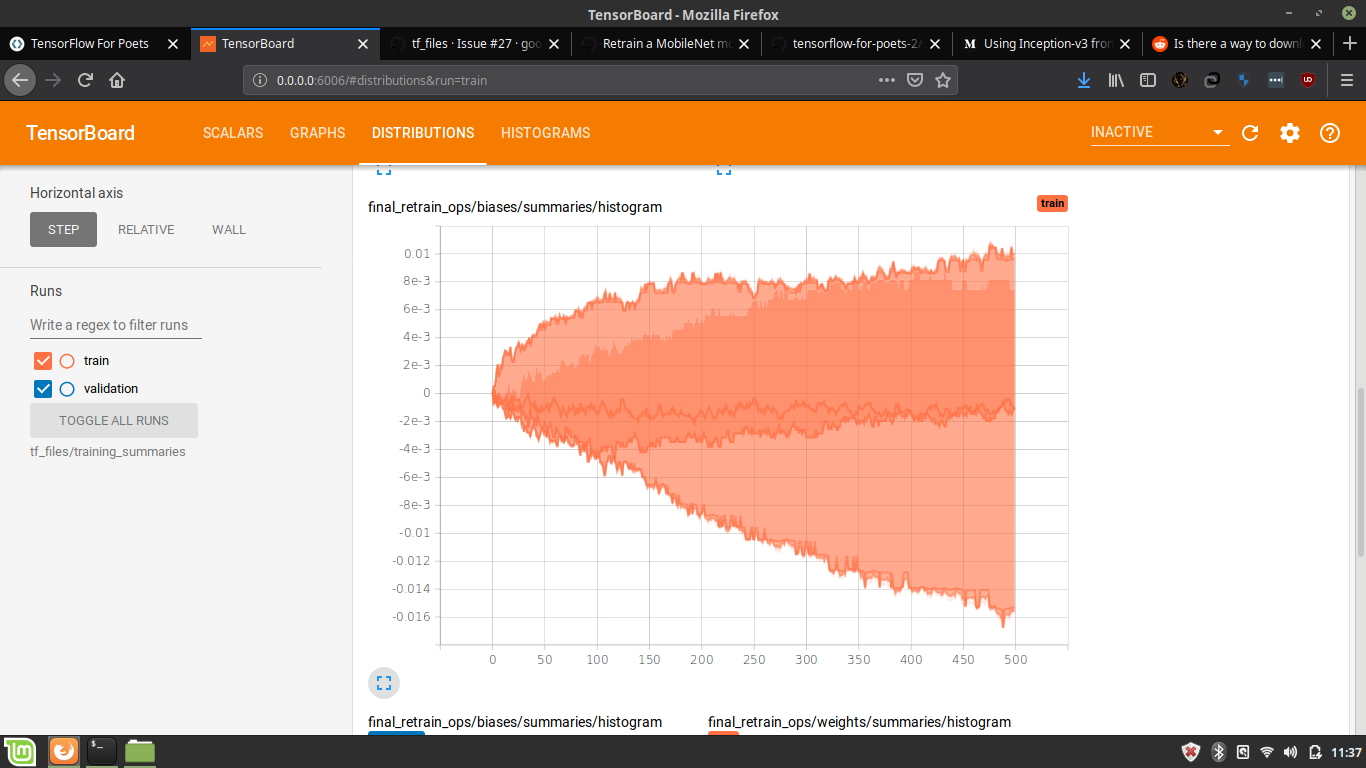 TensorBoard - Mozilla Firefox
TensorFlow For Poets
TensorBoard
tf_files · Issue #27 · goo
Retrain a MobileNet mo
tensorflow-for-poets-2/
Using Inception-v3 fron
Is there a way to downl
0.0.0.0:6006/#distributions&run=train
TensorBoard
SCALARS
GRAPHS
DISTRIBUTIONS
HISTOGRAMS
INACTIVE
Horizontal axis
STEP
RELATIVE
WALL
Runs
Write a regex to filter runs
train
validation
TOGGLE ALL RUNS
tf_files/training_summaries
final_retrain_ops/biases/summaries/histogram
train
0.01
8e-3
6e-3
4e-3
2e-3
0
-2e-3
-4e-3
-6e-3
-8e-3
-0.01
-0.012
-0.014
-0.016
0 50 100 150 200 250 300 350 400 450 500
final_retrain_ops/biases/summaries/histogram
final_retrain_ops/weights/summaries/histogram
11:37